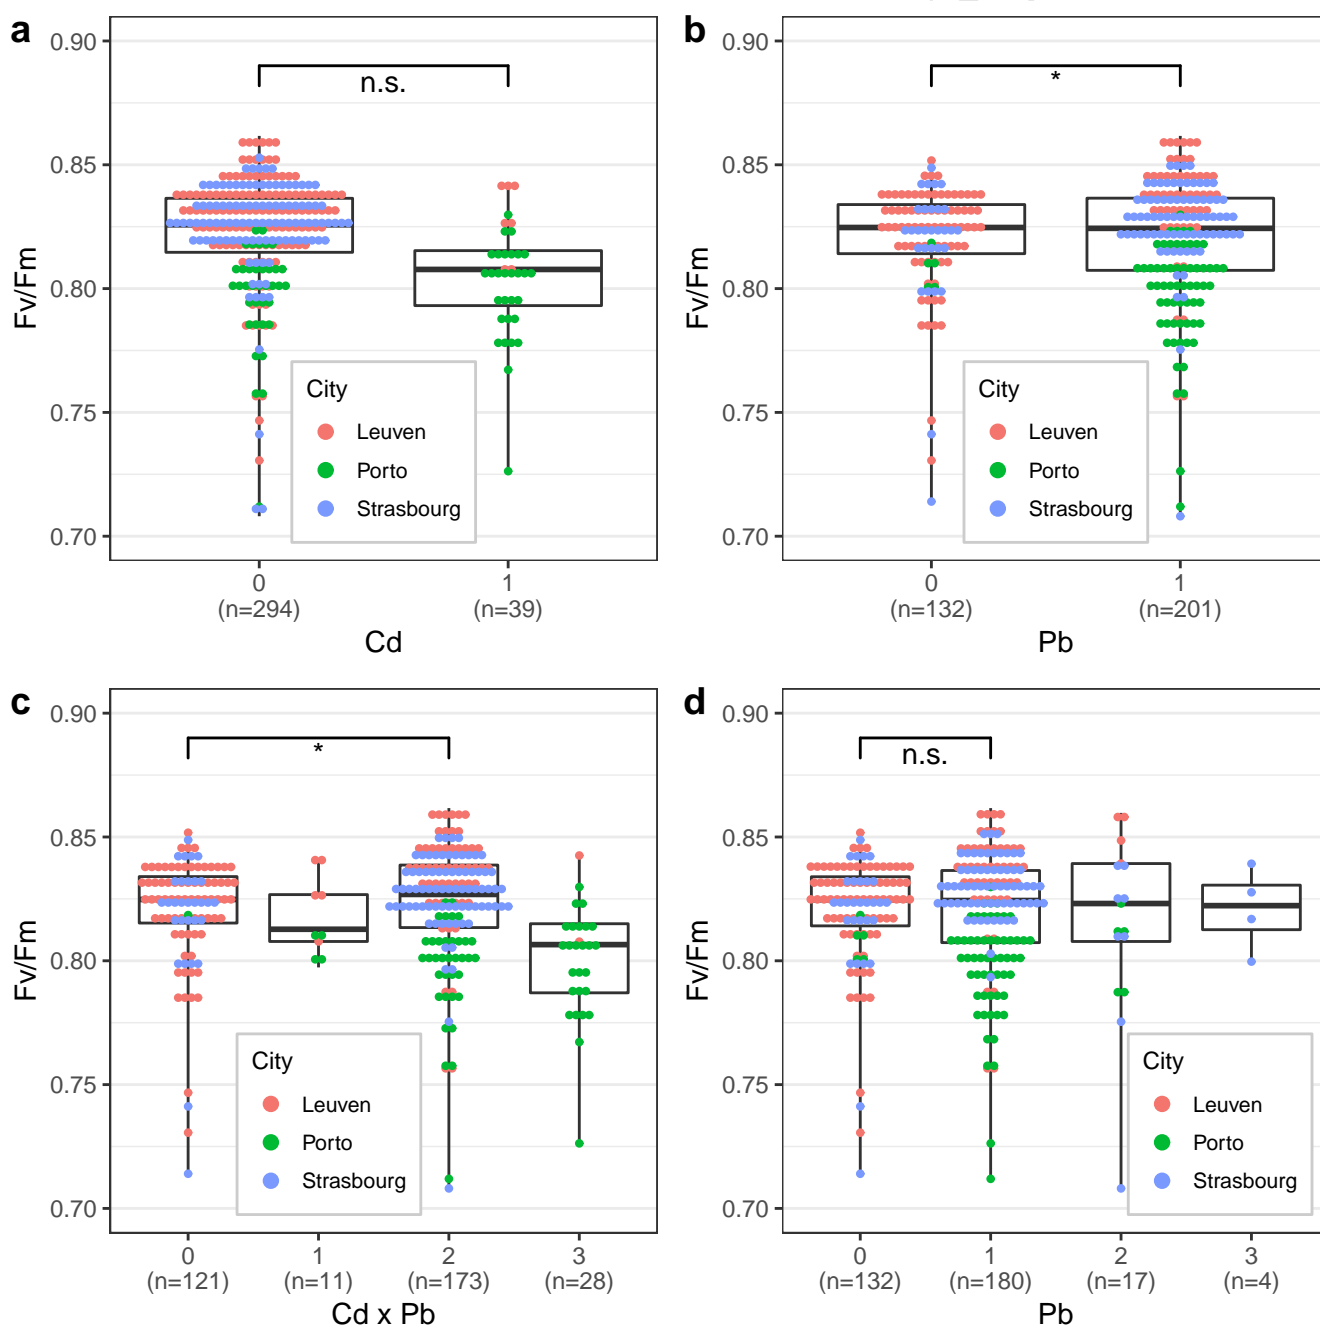 a
0.90
0.85
0.80
0.75
0.70
Fv/Fm
n.s.
City
Leuven
Porto
Strasbourg
0
(n=294)
1
(n=39)
Cd
b
0.90
0.85
0.80
0.75
0.70
Fv/Fm
*
City
Leuven
Porto
Strasbourg
0
(n=132)
1
(n=201)
Pb
c
0.90
0.85
0.80
0.75
0.70
Fv/Fm
*
City
Leuven
Porto
Strasbourg
0
(n=121)
1
(n=11)
2
(n=173)
3
(n=28)
Cd x Pb
d
0.90
0.85
0.80
0.75
0.70
Fv/Fm
n.s.
City
Leuven
Porto
Strasbourg
0
(n=132)
1
(n=180)
2
(n=17)
3
(n=4)
Pb